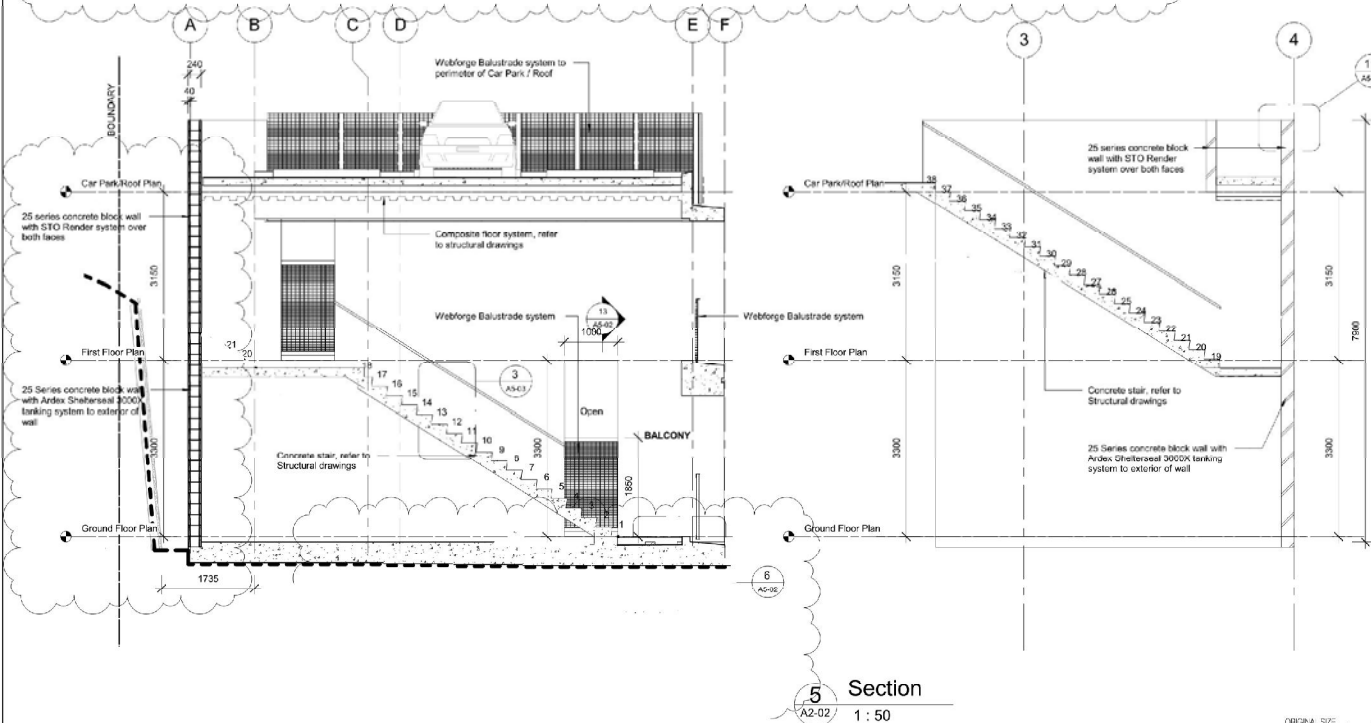 A
B
C
D
E
F
3
4
1
240
40
BOUNDARY
Webforge Balustrade system to
perimeter of Car Park / Roof
Car Park/Roof Plan
25 series concrete block wall
with STO Render system over
both faces
Composite floor system, refer
to structural drawings
3150
Webforge Balustrade system
13
A5-02
1000
Webforge Balustrade system
First Floor Plan
21
20
18
17
16
15
14
13
12
11
10
9
8
7
6
5
1
3
A5-03
Open
BALCONY
25 Series concrete block wall
with Ardex Shelterseal 3000X
tanking system to exterior of
wall
3300
3300
1850
Concrete stair, refer to
Structural drawings
Ground Floor Plan
1735
6
A5-02
25 series concrete block
wall with STO Render
system over both faces
Car Park/Roof Plan
38
37
36
35
34
33
32
31
30
29
28
27
26
25
24
23
22
21
20
19
3150
3150
7900
First Floor Plan
Concrete stair, refer to
Structural drawings
3300
3300
25 Series concrete block wall with
Ardex Shelterseal 3000X tanking
system to exterior of wall
Ground Floor Plan
5
A2-02
Section
1 : 50